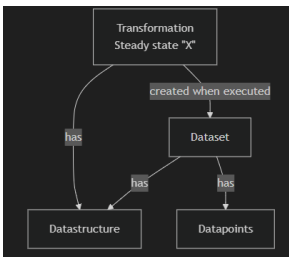 Transformation
Steady state "X"
created when executed
has
Dataset
has
has
Datastructure
Datapoints